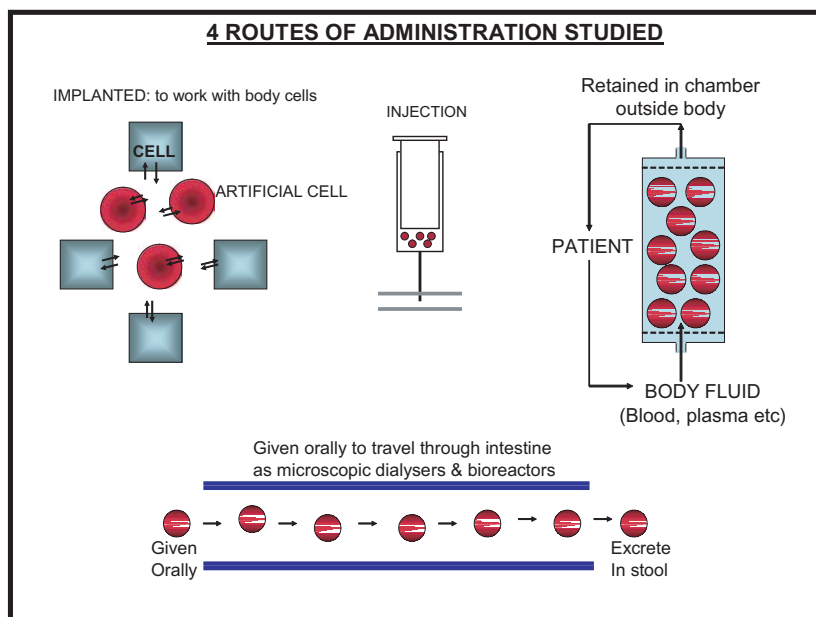 4 ROUTES OF ADMINISTRATION STUDIED
IMPLANTED: to work with body cells
CELL
ARTIFICIAL CELL
INJECTION
Retained in chamber
outside body
PATIENT
BODY FLUID
(Blood, plasma etc)
Given orally to travel through intestine
as microscopic dialysers & bioreactors
Given
Orally
Excrete
In stool